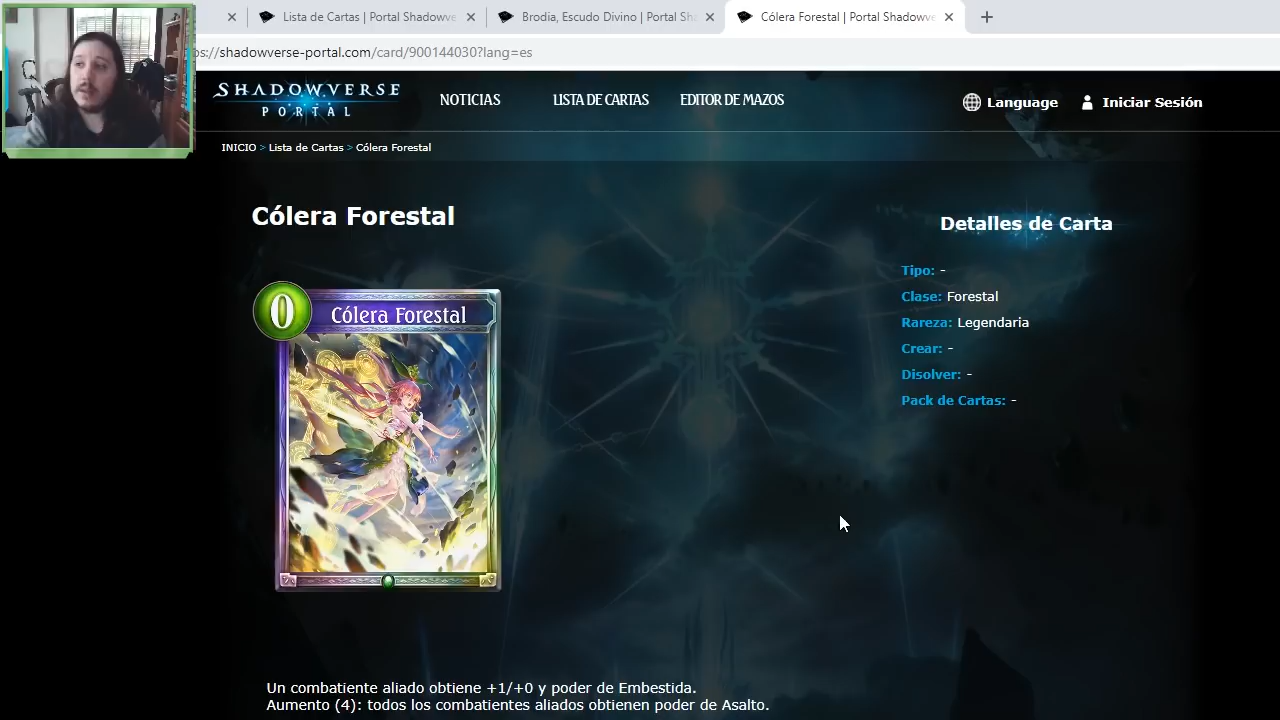 Lista de Cartas | Portal Shadowve
Brodia, Escudo Divino | Portal Sha
Cólera Forestal | Portal Shadowve
ps://shadowverse-portal.com/card/900144030?lang=es
SHADOWVERSE
PORTAL
NOTICIAS
LISTA DE CARTAS
EDITOR DE MAZOS
Language
Iniciar Sesión
INICIO > Lista de Cartas > Cólera Forestal
Cólera Forestal
0
Cólera Forestal
Detalles de Carta
Tipo: -
Clase: Forestal
Rareza: Legendaria
Crear: -
Disolver: -
Pack de Cartas: -
Un combatiente aliado obtiene +1/+0 y poder de Embestida.
Aumento (4): todos los combatientes aliados obtienen poder de Asalto.